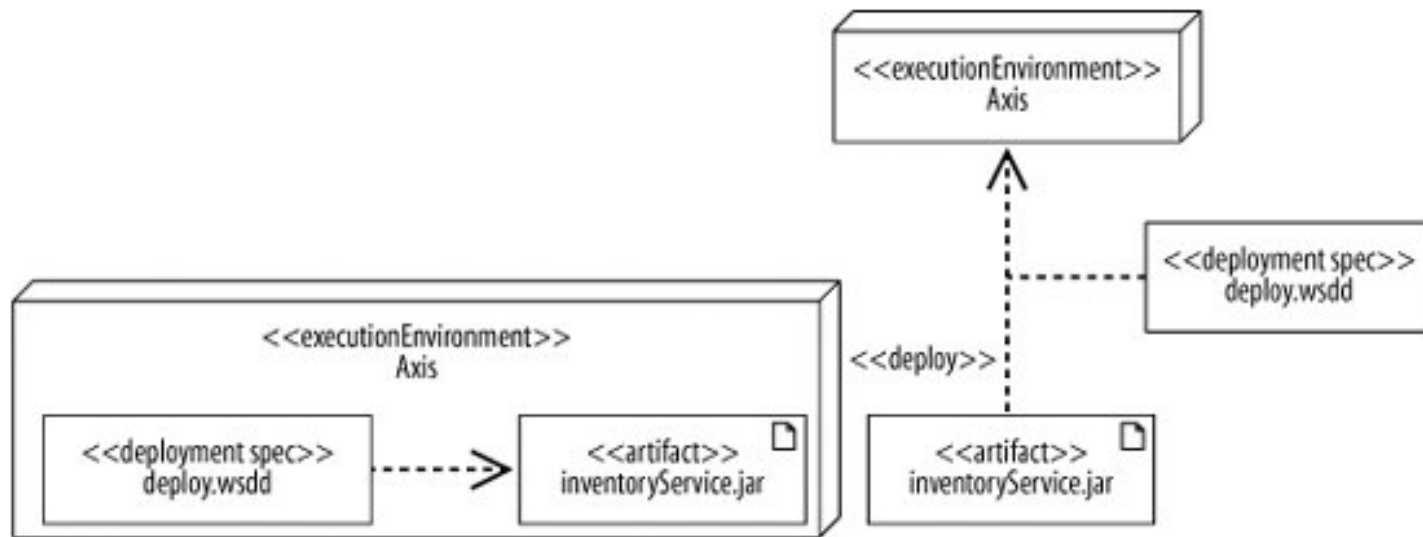 <<executionEnvironment>>
Axis
<<deployment spec>>
deploy.wsdd
<<executionEnvironment>>
Axis
<<deploy>>
<<deployment spec>>
deploy.wsdd
<<artifact>>
inventoryService.jar
<<artifact>>
inventoryService.jar